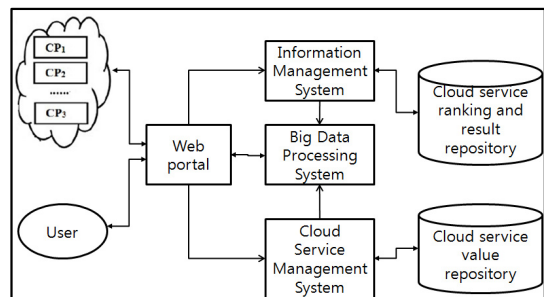 CP1
CP2
......
CP3
User
Web
portal
Information
Management
System
Big Data
Processing
System
Cloud
Service
Management
System
Cloud service
ranking and
result
repository
Cloud service
value
repository